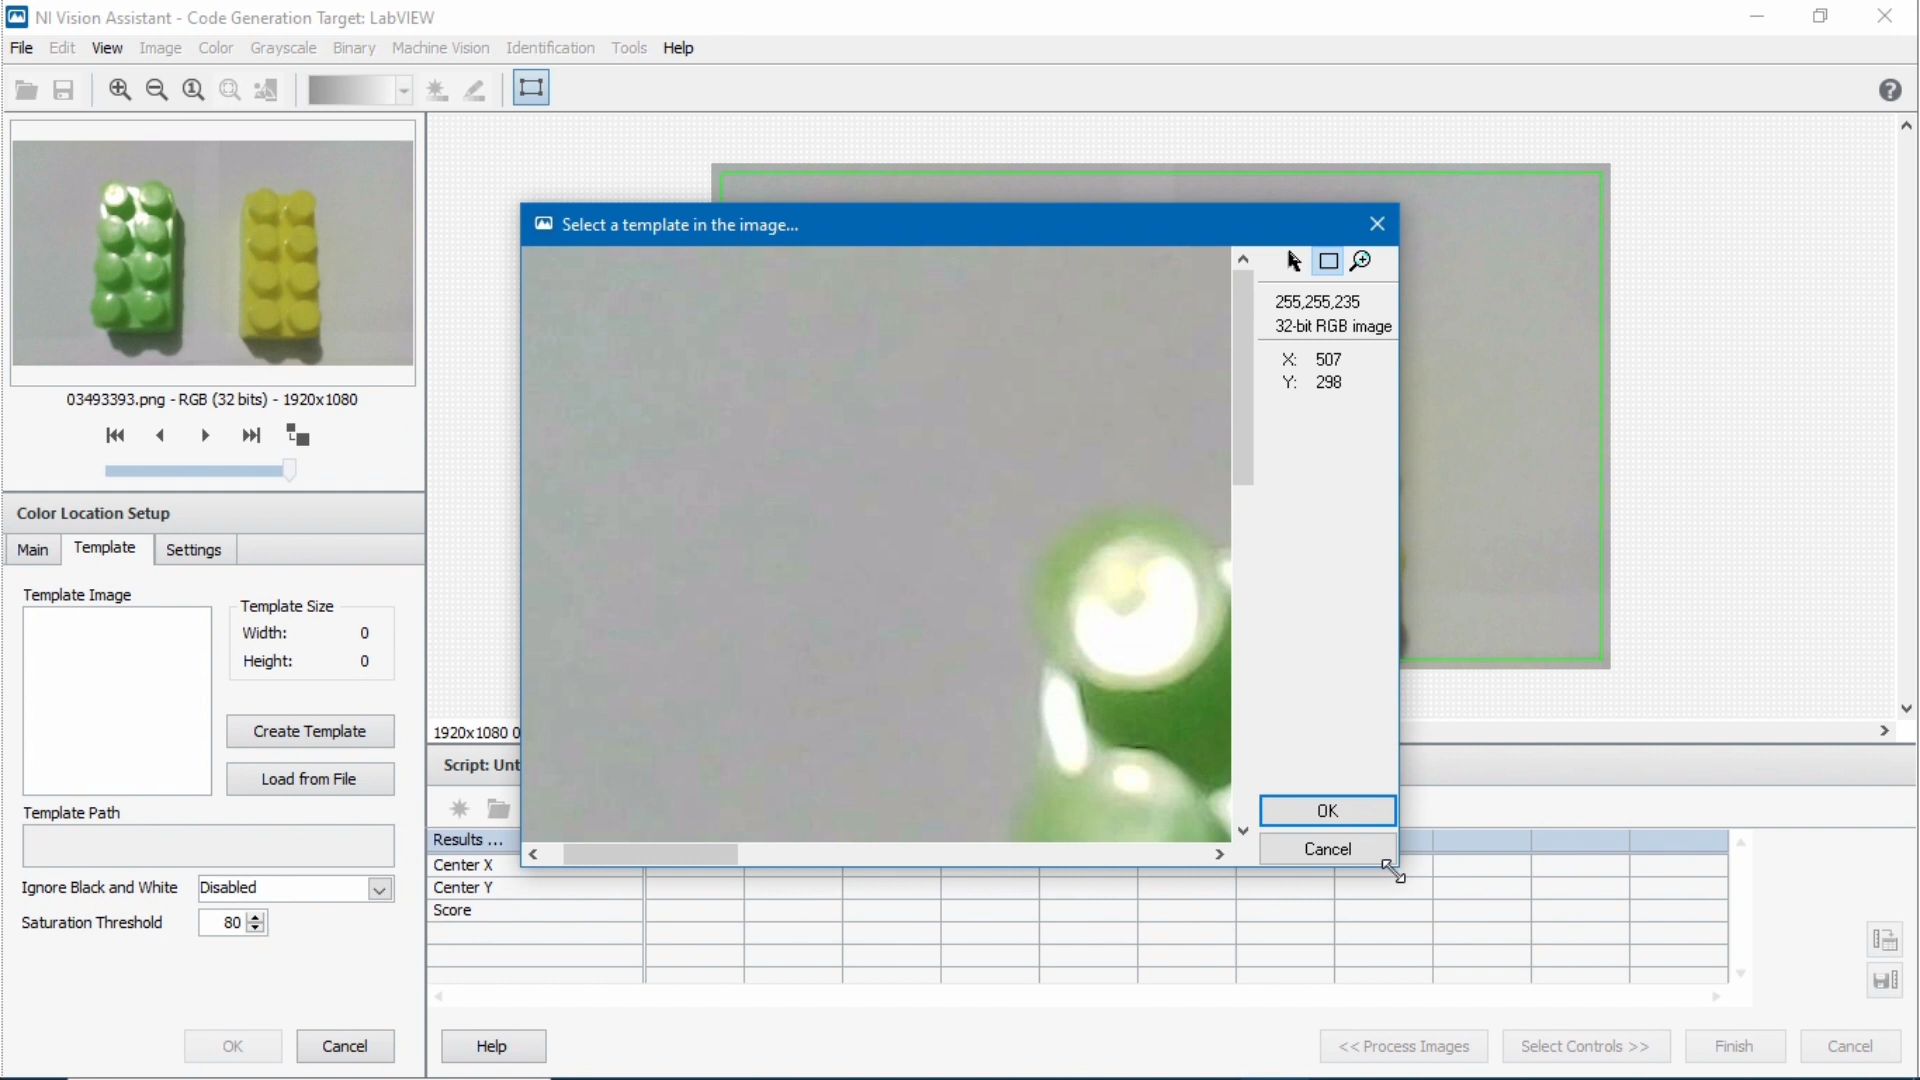 NI Vision Assistant - Code Generation Target: LabVIEW
File Edit View Image Color Grayscale Binary Machine Vision Identification Tools Help
Select a template in the image...
255,255,235
32-bit RGB image
X: 507
Y: 298
OK
Cancel
03493393.png - RGB (32 bits) - 1920x1080
Color Location Setup
Main Template Settings
Template Image
Template Size
Width: 0
Height: 0
Create Template
Load from File
Template Path
Ignore Black and White Disabled
Saturation Threshold 80
OK Cancel
1920x1080 0
Script: Unt
Results ...
Center X
Center Y
Score
Help
<< Process Images Select Controls >> Finish Cancel